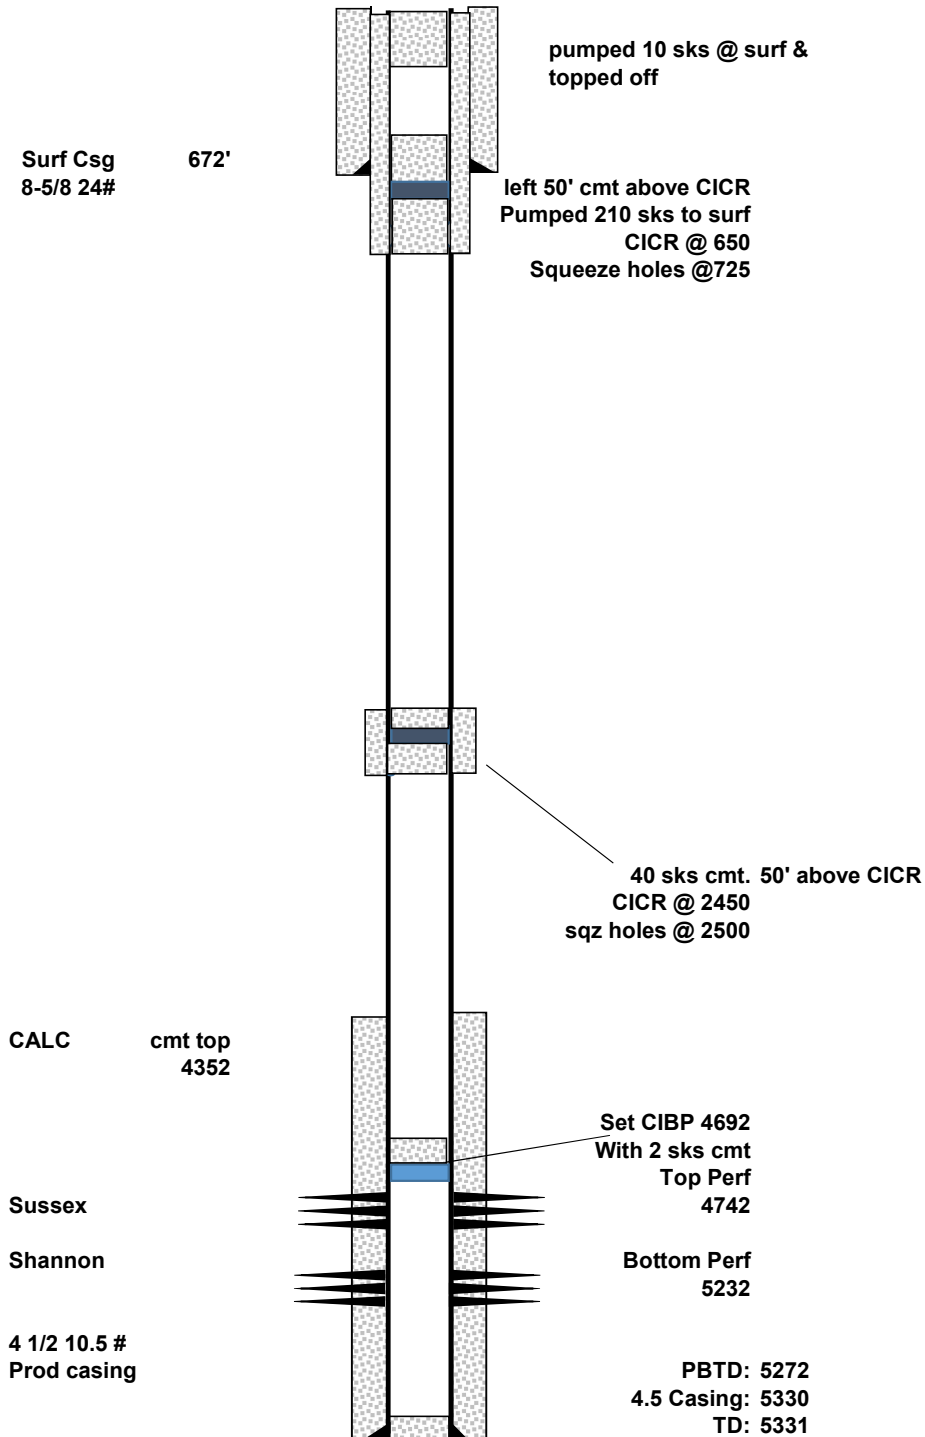 pumped 10 sks @ surf &
topped off
Surf Csg 672'
8-5/8 24#
left 50' cmt above CICR
Pumped 210 sks to surf
CICR @ 650
Squeeze holes @725
40 sks cmt. 50' above CICR
CICR @ 2450
sqz holes @ 2500
CALC cmt top
4352
Set CIBP 4692
With 2 sks cmt
Top Perf
Sussex 4742
Shannon Bottom Perf
5232
4 1/2 10.5 #
Prod casing
PBTD: 5272
4.5 Casing: 5330
TD: 5331